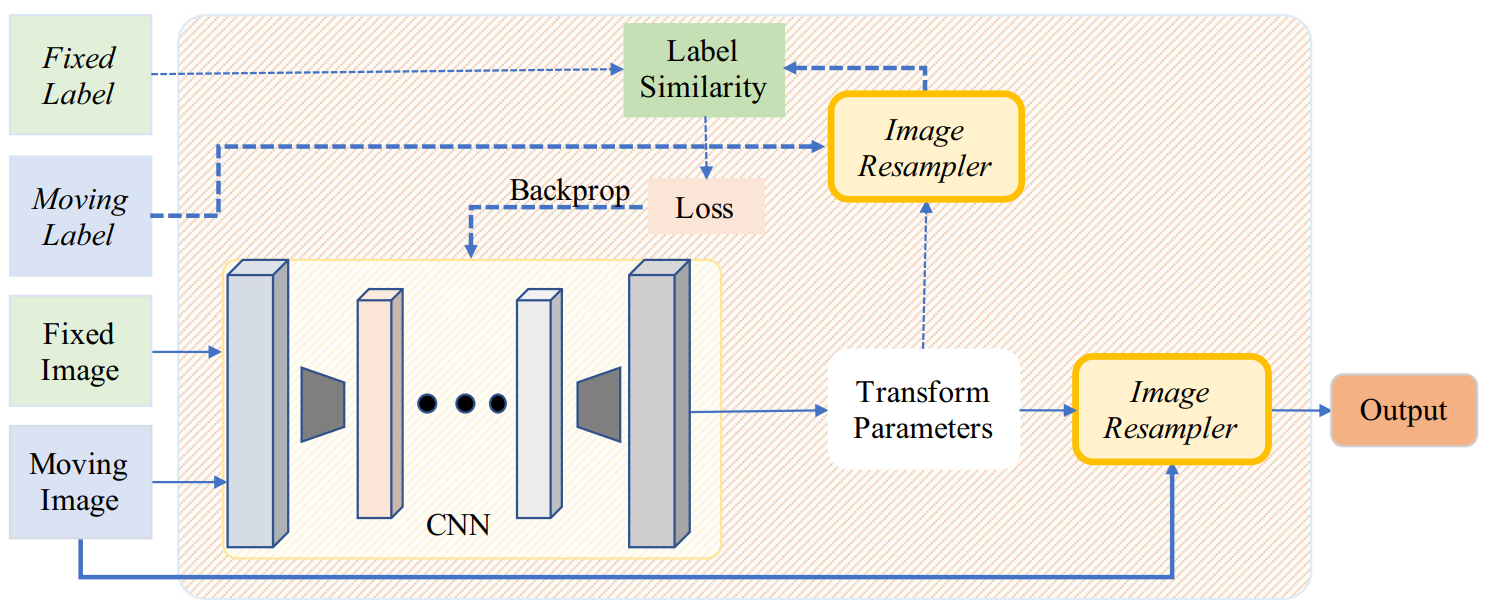 Fixed
Label
Moving
Label
Fixed
Image
Moving
Image
Label
Similarity
Image
Resampler
Backprop
Loss
CNN
Transform
Parameters
Image
Resampler
Output